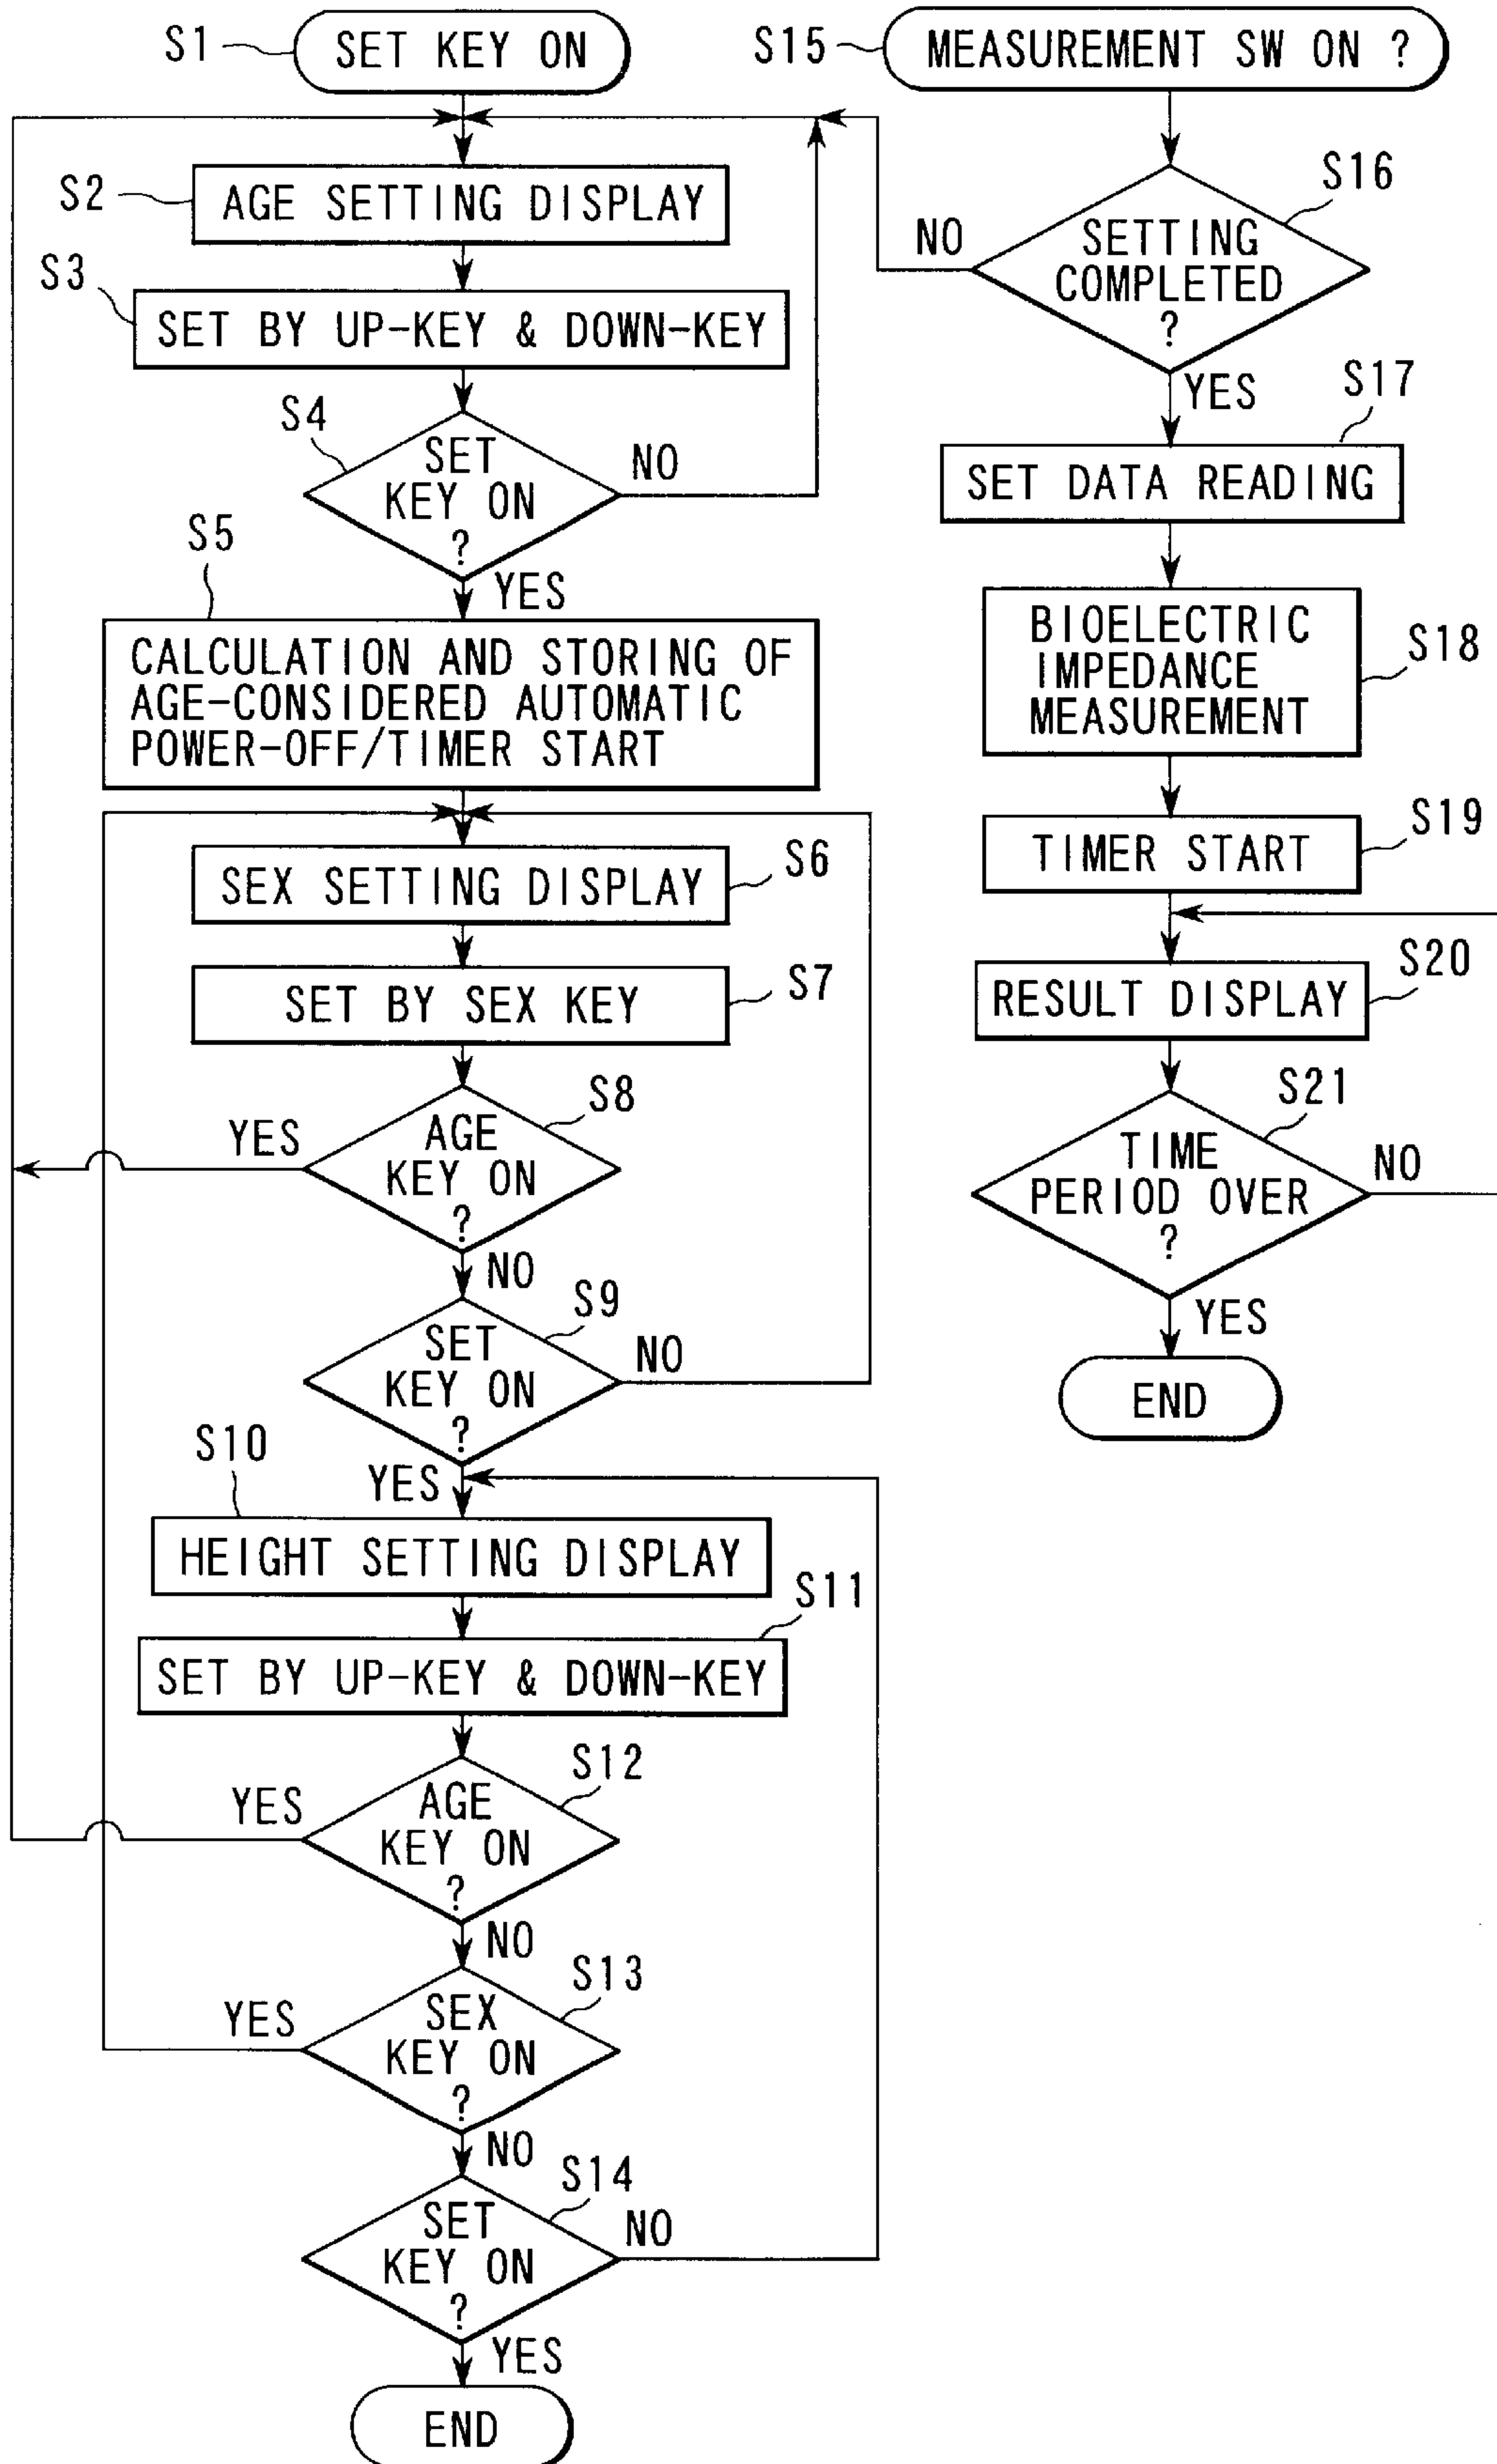 S1
SET KEY ON
S2
AGE SETTING DISPLAY
S3
SET BY UP-KEY & DOWN-KEY
S4
SET
KEY ON
?
NO
YES
S5
CALCULATION AND STORING OF
AGE-CONSIDERED AUTOMATIC
POWER-OFF/TIMER START
S6
SEX SETTING DISPLAY
S7
SET BY SEX KEY
S8
AGE
KEY ON
?
YES
NO
S9
SET
KEY ON
?
NO
YES
S10
HEIGHT SETTING DISPLAY
S11
SET BY UP-KEY & DOWN-KEY
S12
AGE
KEY ON
?
YES
NO
S13
SEX
KEY ON
?
YES
NO
S14
SET
KEY ON
?
NO
YES
END
S15
MEASUREMENT SW ON ?
S16
SETTING
COMPLETED
?
NO
YES
S17
SET DATA READING
S18
BIOELECTRIC
IMPEDANCE
MEASUREMENT
S19
TIMER START
S20
RESULT DISPLAY
S21
TIME
PERIOD OVER
?
NO
YES
END